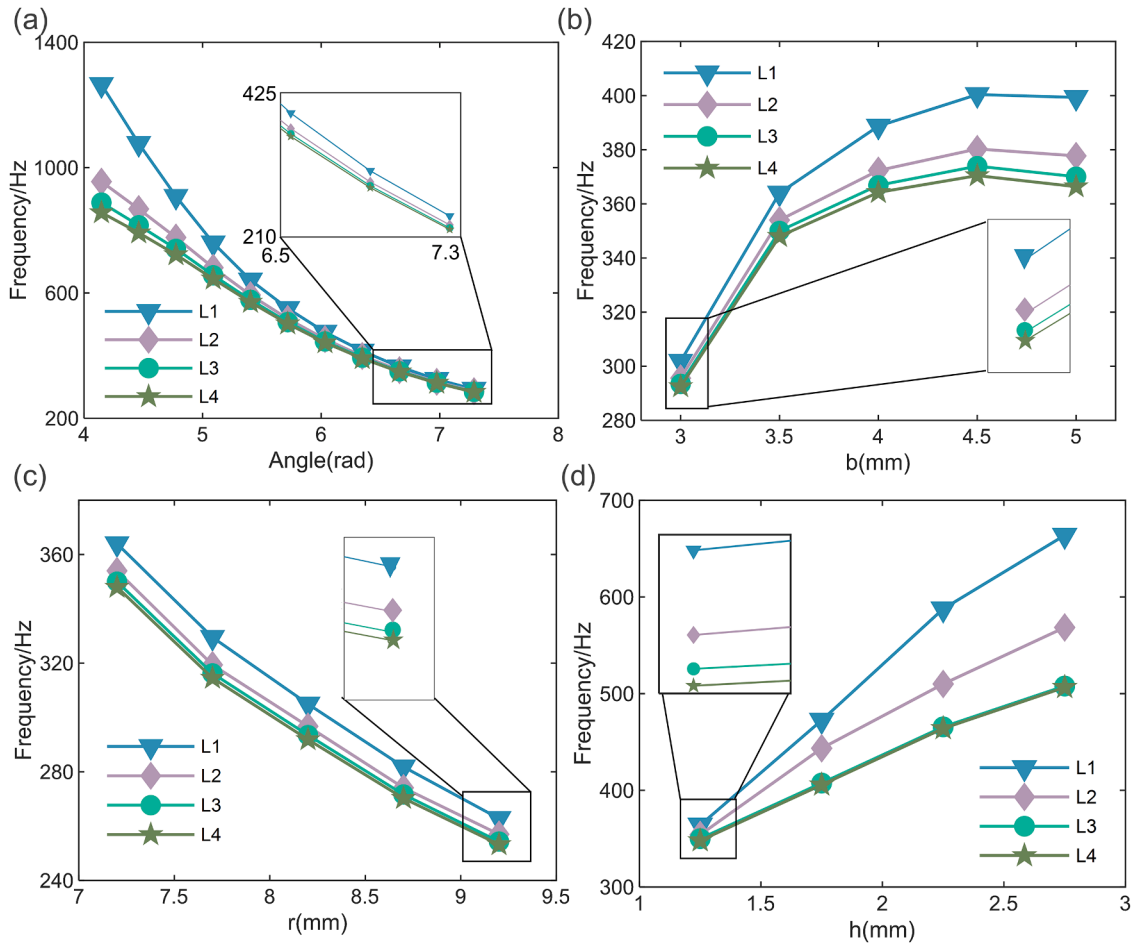 (a)
1400
1000
600
200
Frequency/Hz
4
5
6
7
8
Angle(rad)
L1
L2
L3
L4
425
210
6.5
7.3
(b)
420
400
380
360
340
320
300
280
Frequency/Hz
3
3.5
4
4.5
5
b(mm)
L1
L2
L3
L4
(c)
360
320
280
240
Frequency/Hz
7
7.5
8
8.5
9
9.5
r(mm)
L1
L2
L3
L4
(d)
700
600
500
400
300
Frequency/Hz
1
1.5
2
2.5
3
h(mm)
L1
L2
L3
L4